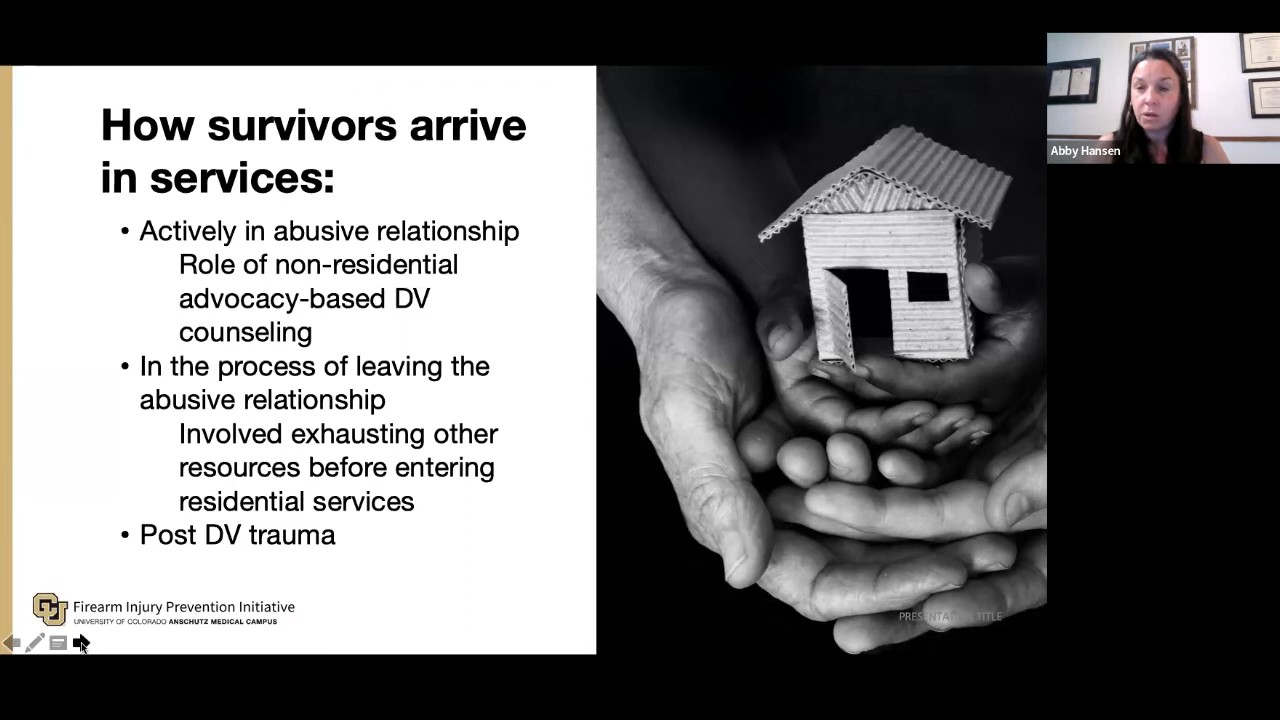 How survivors arrive
in services:
• Actively in abusive relationship
Role of non-residential
advocacy-based DV
counseling
• In the process of leaving the
abusive relationship
Involved exhausting other
resources before entering
residential services
• Post DV trauma
CU Firearm Injury Prevention Initiative
UNIVERSITY OF COLORADO ANSCHUTZ MEDICAL CAMPUS
PRESENTATION TITLE
Abby Hansen